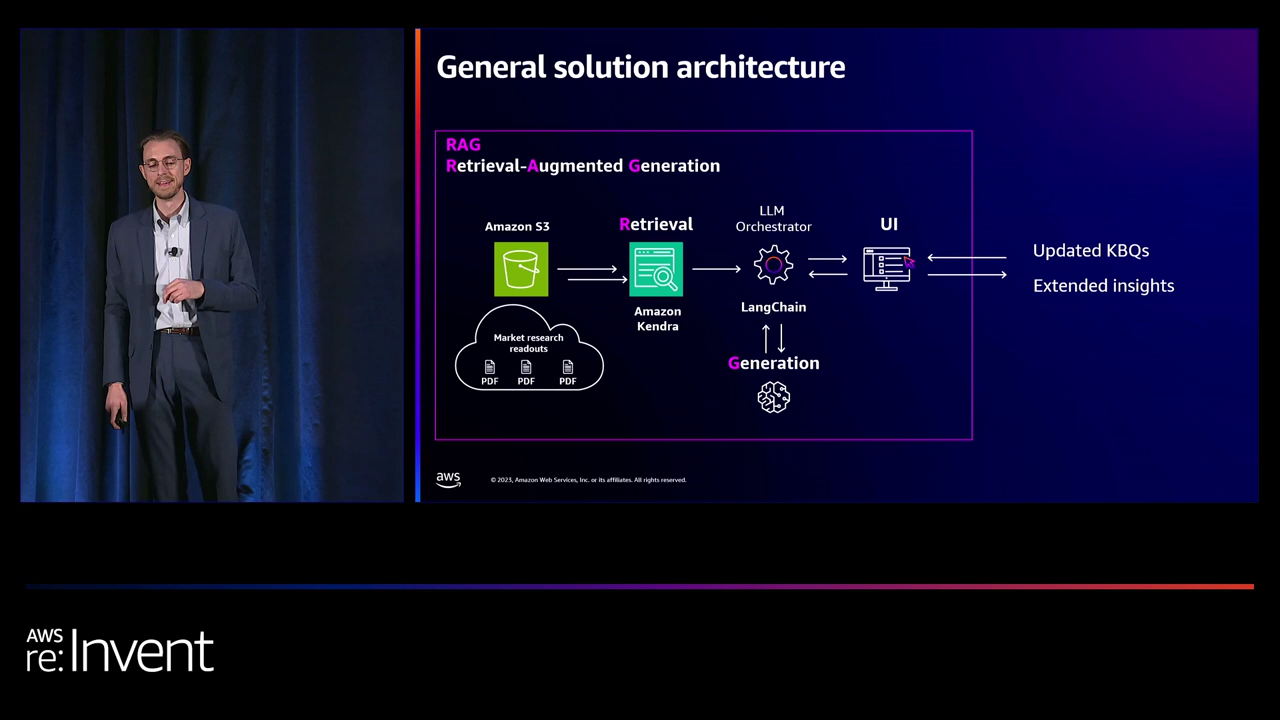 General solution architecture
RAG
Retrieval-Augmented Generation
Amazon S3
Retrieval
LLM
Orchestrator
UI
Updated KBQs
Extended insights
Amazon
Kendra
LangChain
Market research
readouts
PDF PDF PDF
Generation
aws
© 2023, Amazon Web Services, Inc. or its affiliates. All rights reserved.
AWS
re:Invent